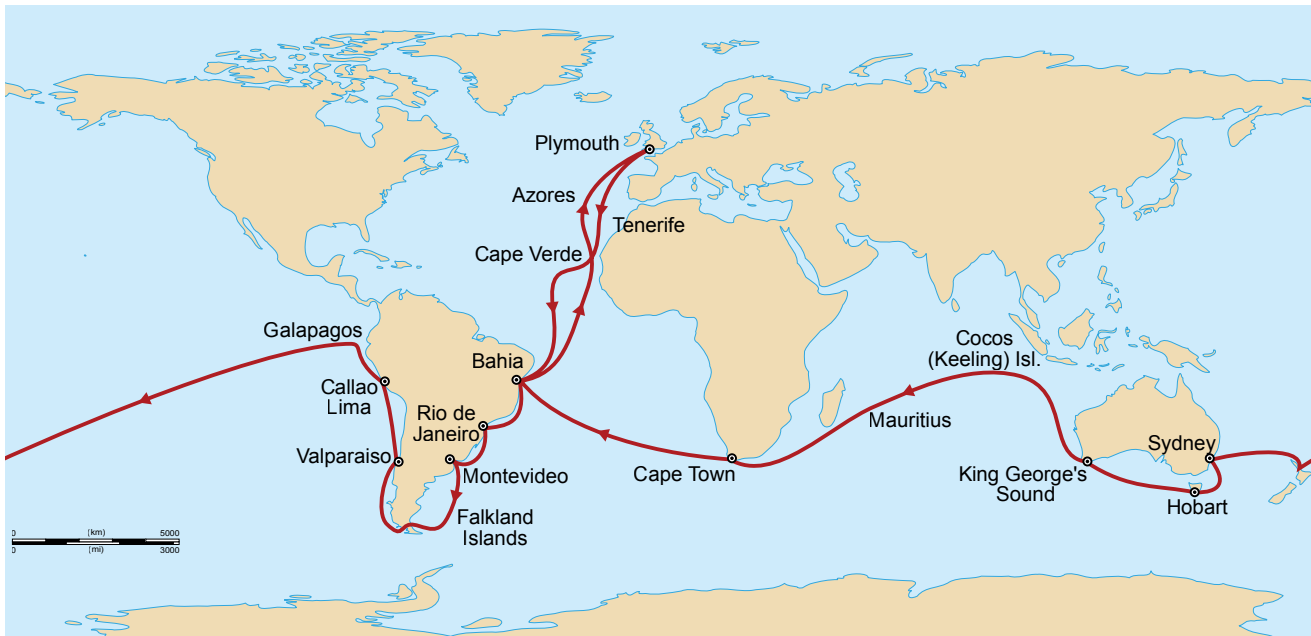 Plymouth
Azores
Tenerife
Cape Verde
Galapagos
Cocos
(Keeling) Isl.
Bahia
Callao
Lima
Rio de
Janeiro
Mauritius
Sydney
Valparaiso
Montevideo
Cape Town
King George's
Sound
Hobart
Falkland
Islands
0 (km) 5000
0 (mi) 3000